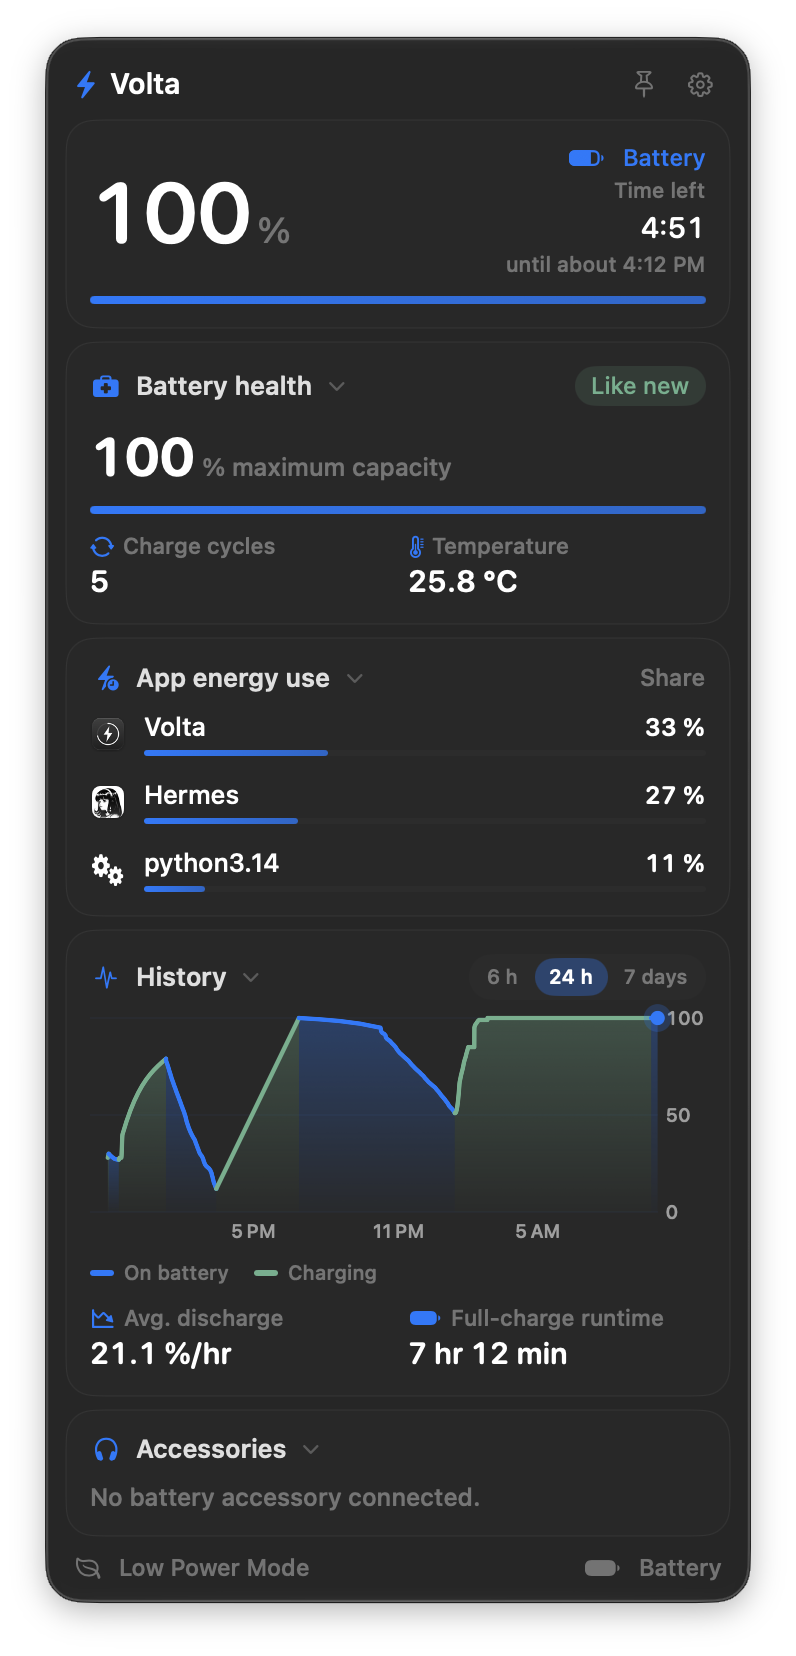 Volta
Battery
Time left
100 %
4:51
until about 4:12 PM
Battery health
Like new
100 % maximum capacity
Charge cycles
Temperature
5
25.8 °C
App energy use
Share
Volta
33 %
Hermes
27 %
python3.14
11 %
History
6 h
24 h
7 days
100
50
0
5 PM
11 PM
5 AM
On battery
Charging
Avg. discharge
Full-charge runtime
21.1 %/hr
7 hr 12 min
Accessories
No battery accessory connected.
Low Power Mode
Battery